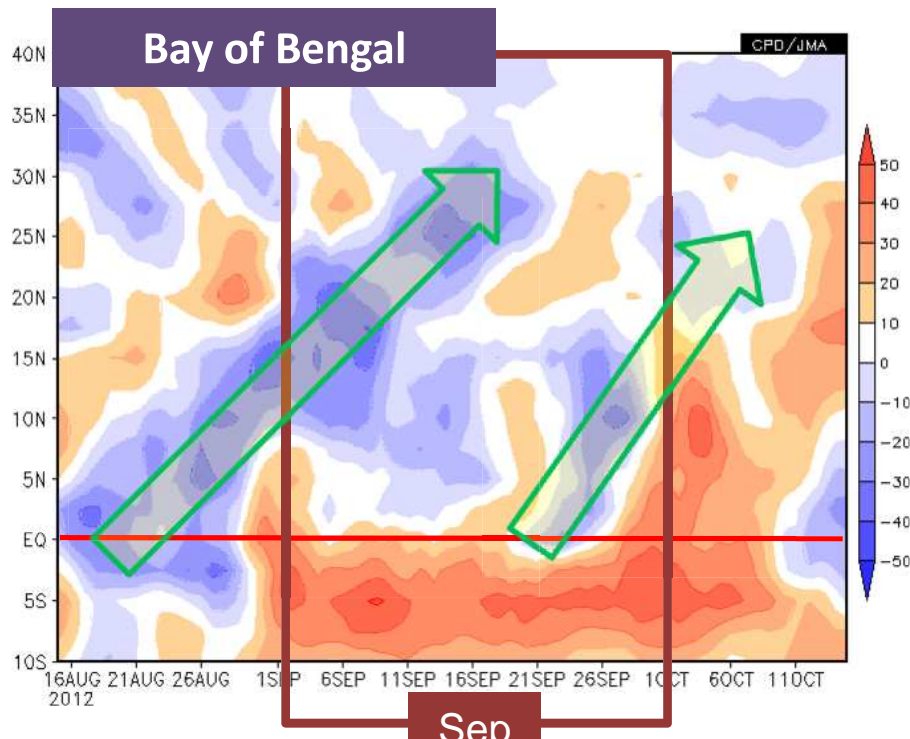 Bay of Bengal
CPD/JMA
40N
35N
30N
25N
20N
15N
10N
5N
EQ
5S
10S
50
40
30
20
10
0
-10
-20
-30
-40
-50
16AUG 21AUG 26AUG 1SEP 6SEP 11SEP 16SEP 21SEP 26SEP 1OCT 6OCT 11OCT
2012
Sep